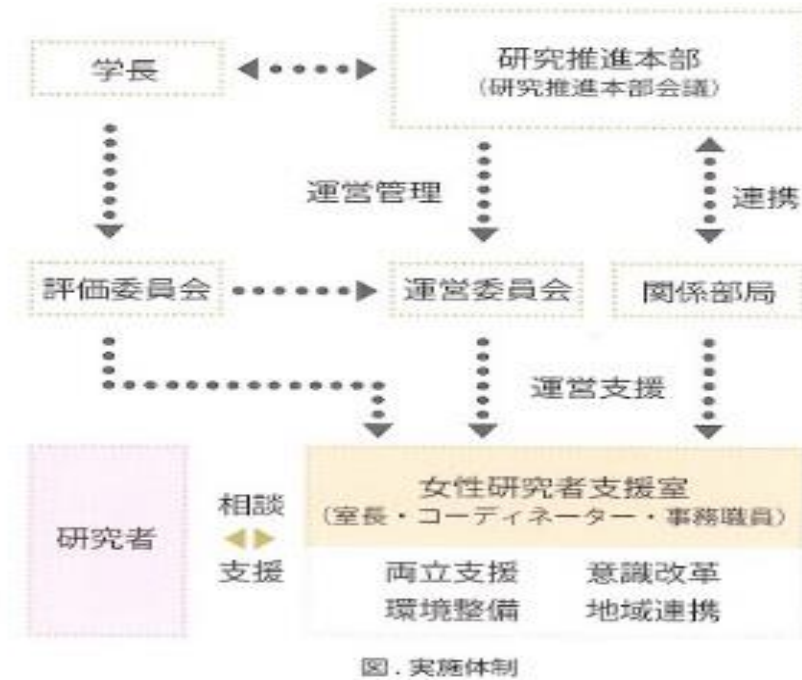 学長
研究推進本部
(研究推進本部会議)
運営管理
連携
評価委員会
運営委員会
関係部局
運営支援
研究者
相談
支援
女性研究者支援室
(室長・コーディネーター・事務職員)
両立支援 意識改革
環境整備 地域連携
図.実施体制